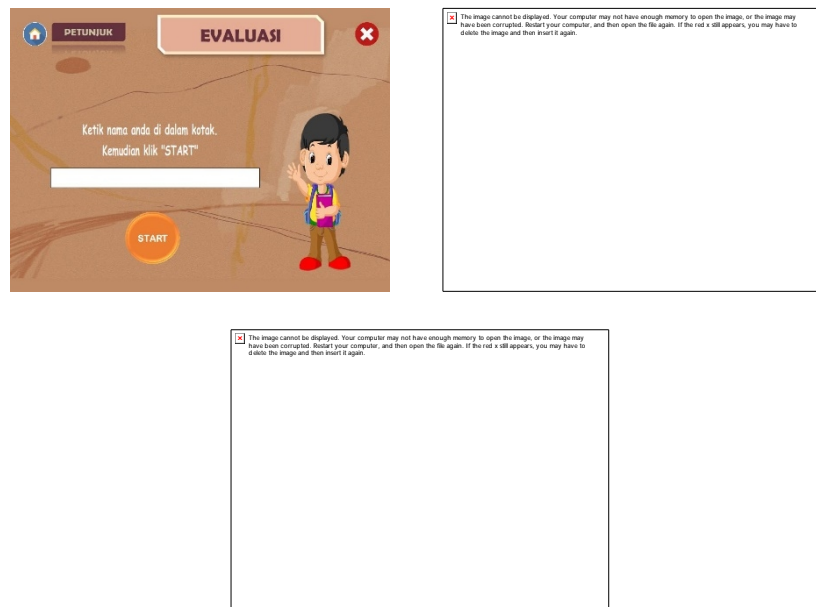 PETUNJUK
EVALUASI
Ketik nama anda di dalam kotak.
Kemudian klik "START"
START
The image cannot be displayed. Your computer may not have enough memory to open the image, or the image may
have been corrupted. Restart your computer, and then open the file again. If the red x still appears, you may have to
delete the image and then insert it again.
The image cannot be displayed. Your computer may not have enough memory to open the image, or the image may
have been corrupted. Restart your computer, and then open the file again. If the red x still appears, you may have to
delete the image and then insert it again.